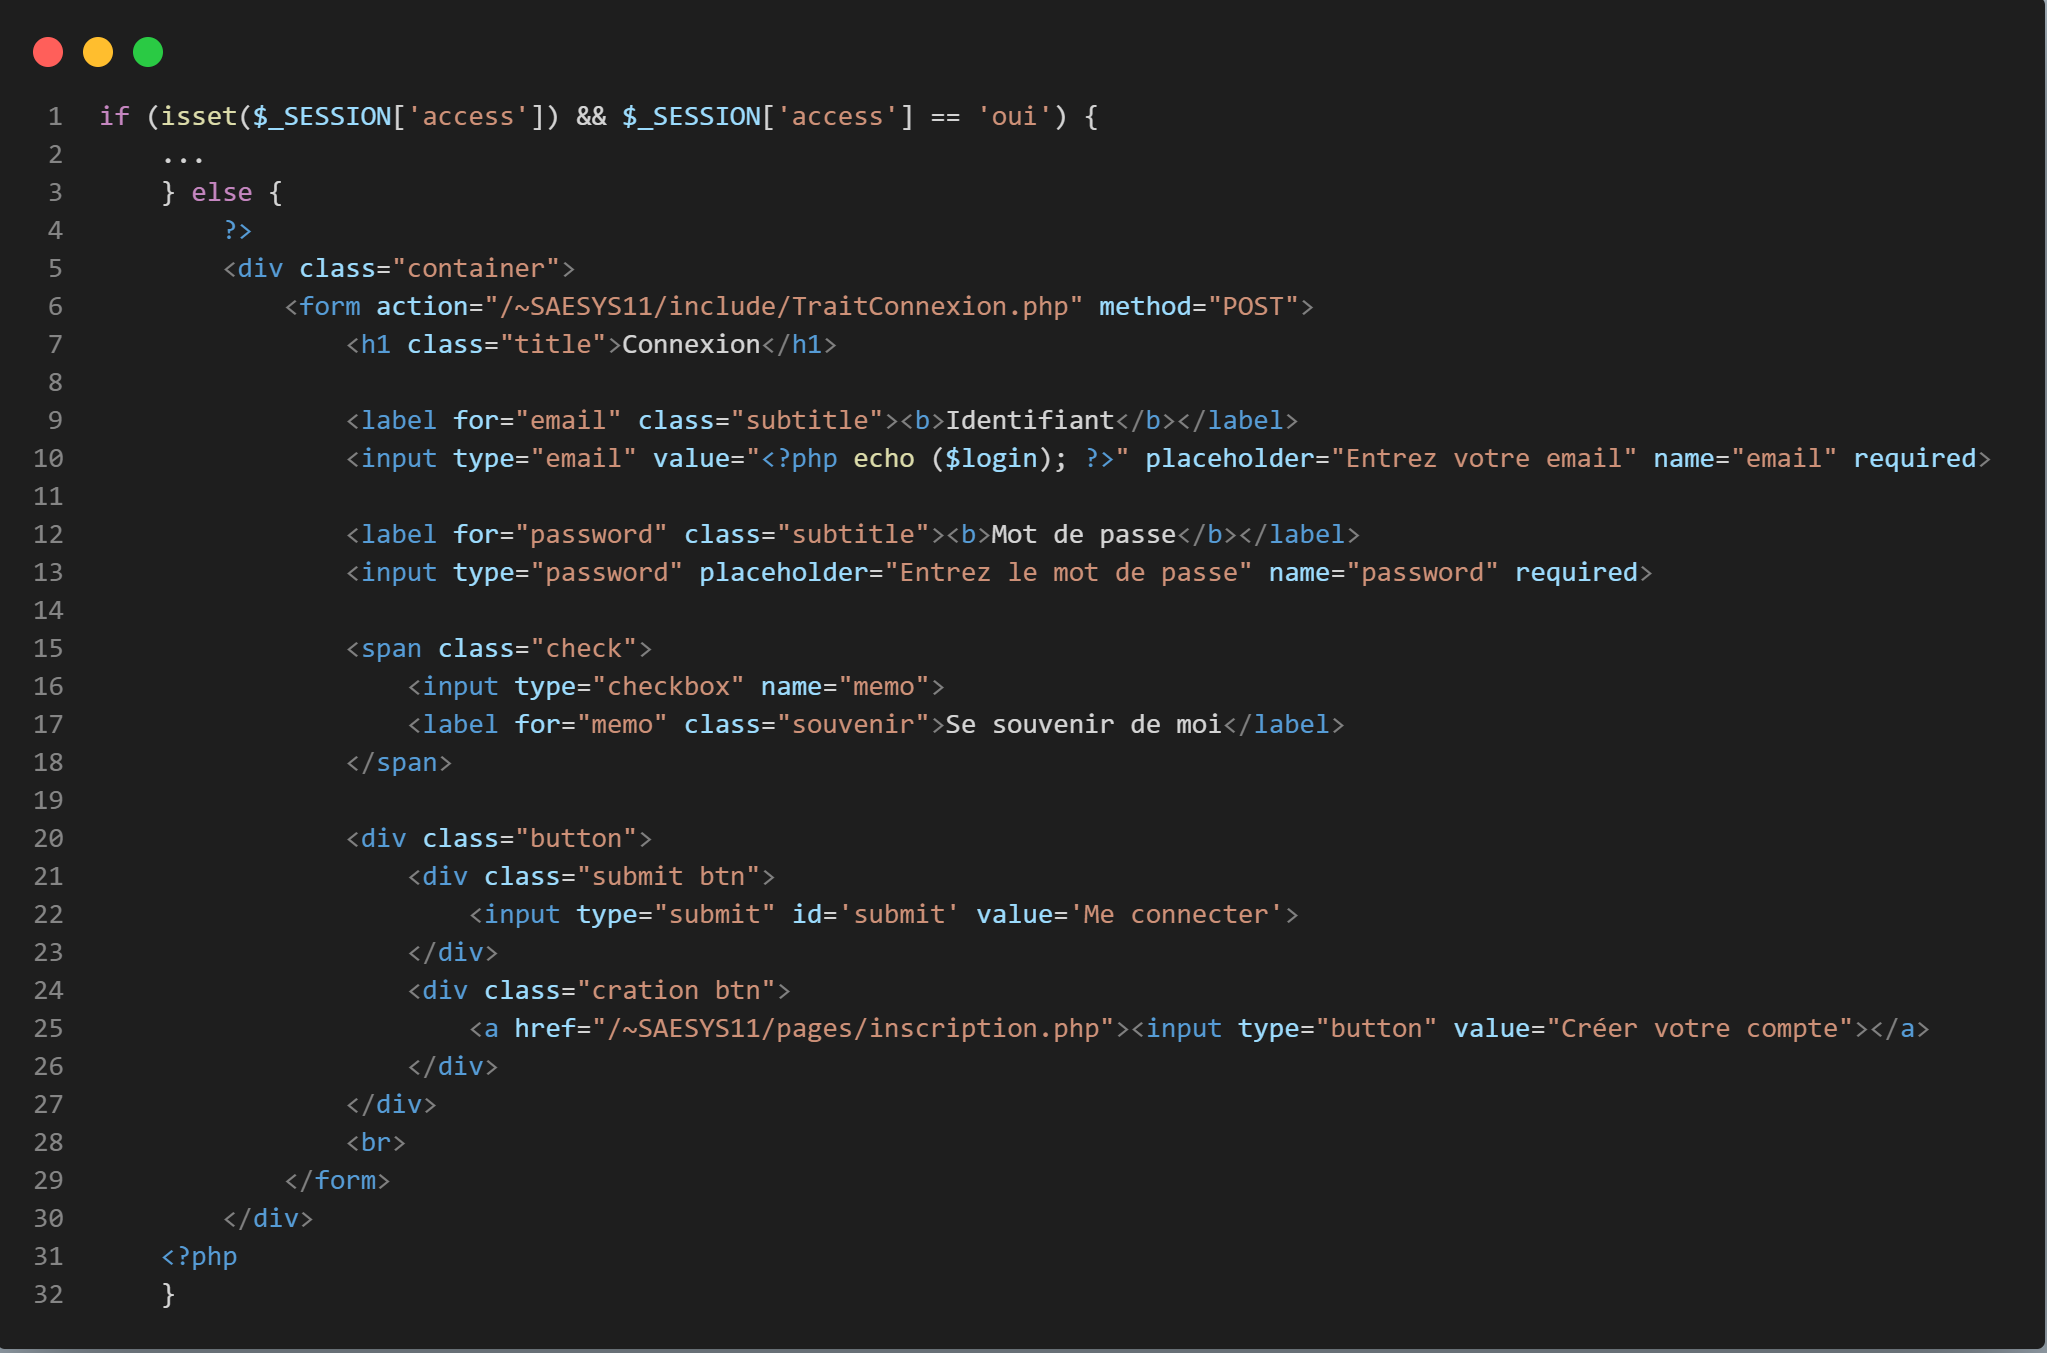 1 if (isset($_SESSION['access']) && $_SESSION['access'] == 'oui') {
2 ...
3 } else {
4 ?>
5 <div class="container">
6 <form action="/~SAESYS11/include/TraitConnexion.php" method="POST">
7 <h1 class="title">Connexion</h1>
8
9 <label for="email" class="subtitle"><b>Identifiant</b></label>
10 <input type="email" value="<?php echo ($login); ?>" placeholder="Entrez votre email" name="email" required>
11
12 <label for="password" class="subtitle"><b>Mot de passe</b></label>
13 <input type="password" placeholder="Entrez le mot de passe" name="password" required>
14
15 <span class="check">
16 <input type="checkbox" name="memo">
17 <label for="memo" class="souvenir">Se souvenir de moi</label>
18 </span>
19
20 <div class="button">
21 <div class="submit btn">
22 <input type="submit" id='submit' value='Me connecter'>
23 </div>
24 <div class="cration btn">
25 <a href="/~SAESYS11/pages/inscription.php"><input type="button" value="Créer votre compte"></a>
26 </div>
27 </div>
28 <br>
29 </form>
30 </div>
31 <?php
32 }